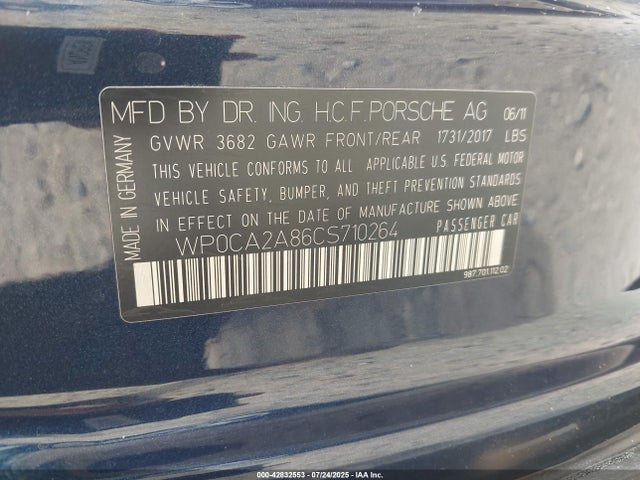 MFD BY DR. ING. H.C.F. PORSCHE AG 06/11
GVWR 3682 GAWR FRONT/REAR 1731/2017 LBS
THIS VEHICLE CONFORMS TO ALL APPLICABLE U.S. FEDERAL MOTOR
VEHICLE SAFETY, BUMPER, AND THEFT PREVENTION STANDARDS
IN EFFECT ON THE DATE OF MANUFACTURE SHOWN ABOVE
WP0CA2A86CS710264 PASSENGER CAR
MADE IN GERMANY
987.701.112.02
000-42832553 - 07/24/2025 - IAA Inc.